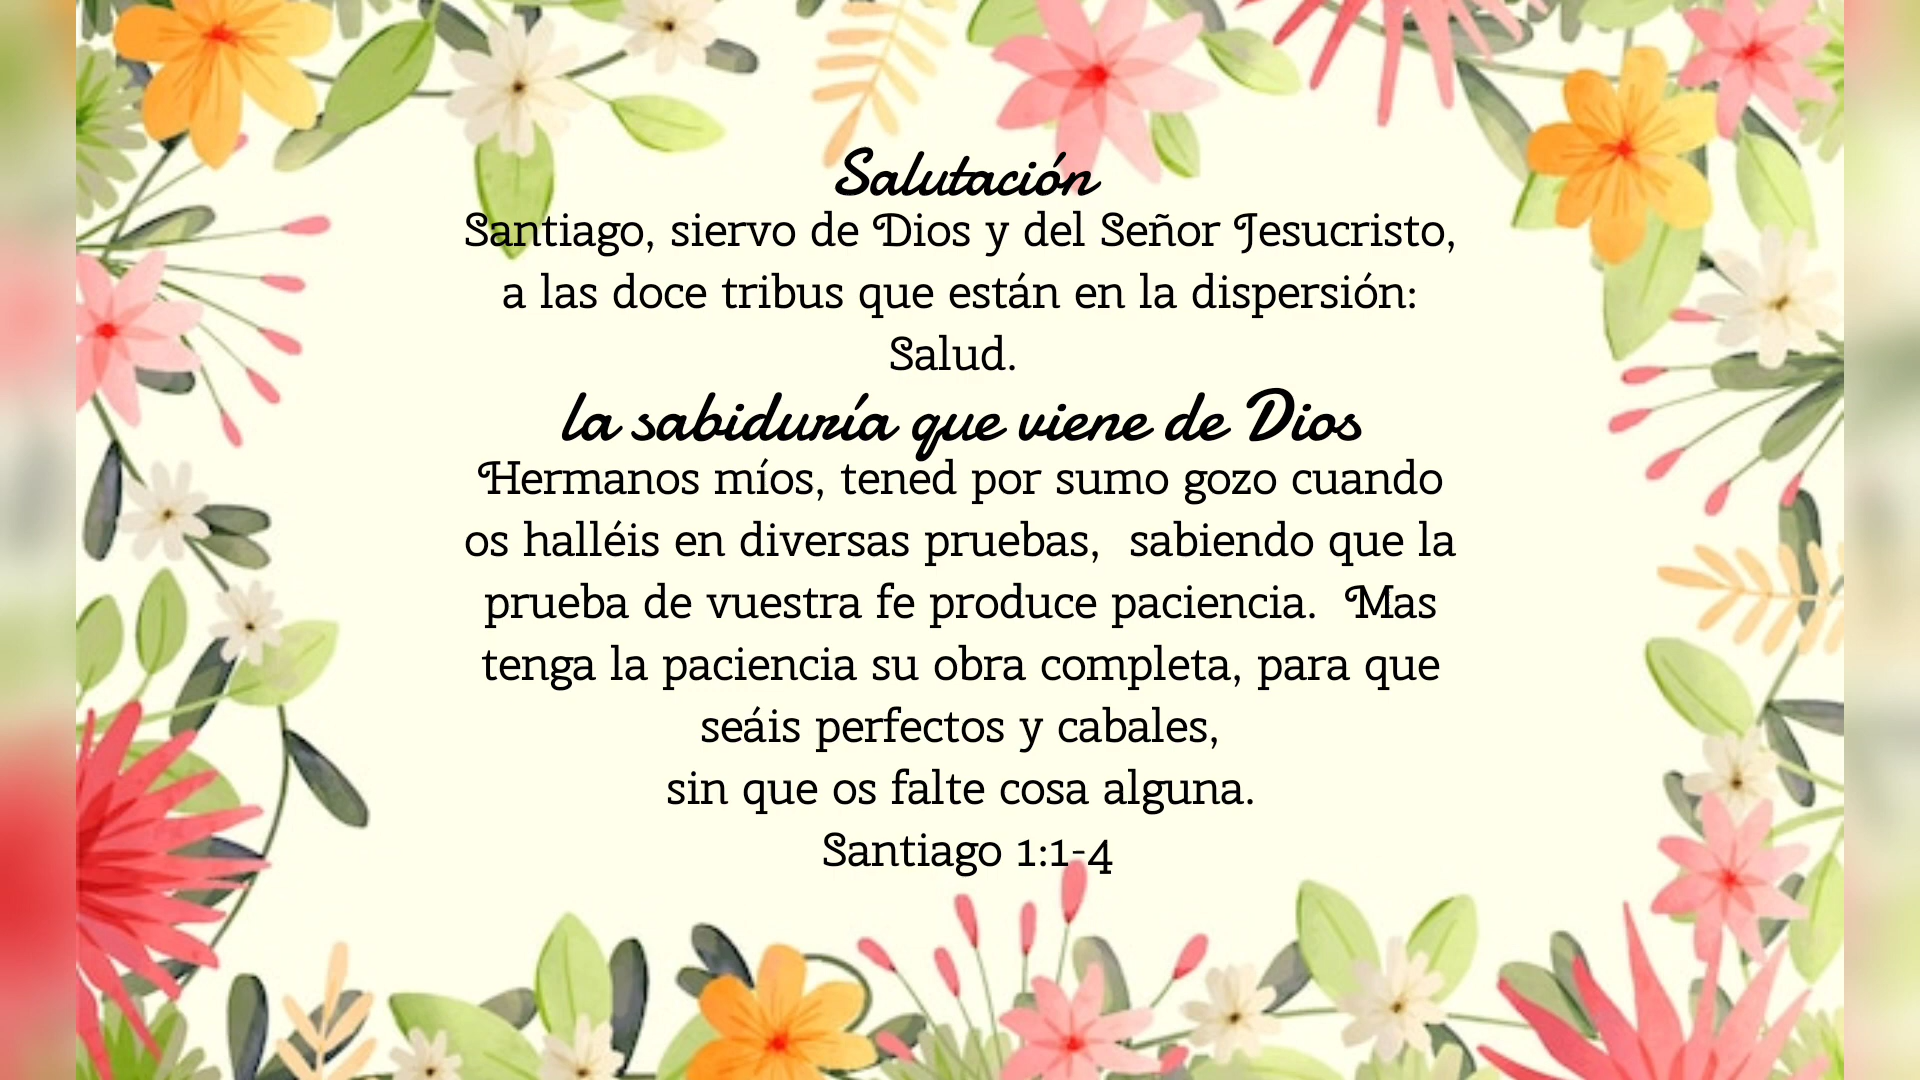 Salutación
Santiago, siervo de Dios y del Señor Jesucristo,
a las doce tribus que están en la dispersión:
Salud.
la sabiduría que viene de Dios
Hermanos míos, tened por sumo gozo cuando
os halléis en diversas pruebas,  sabiendo que la
prueba de vuestra fe produce paciencia.  Mas
tenga la paciencia su obra completa, para que
seáis perfectos y cabales,
sin que os falte cosa alguna.
Santiago 1:1-4